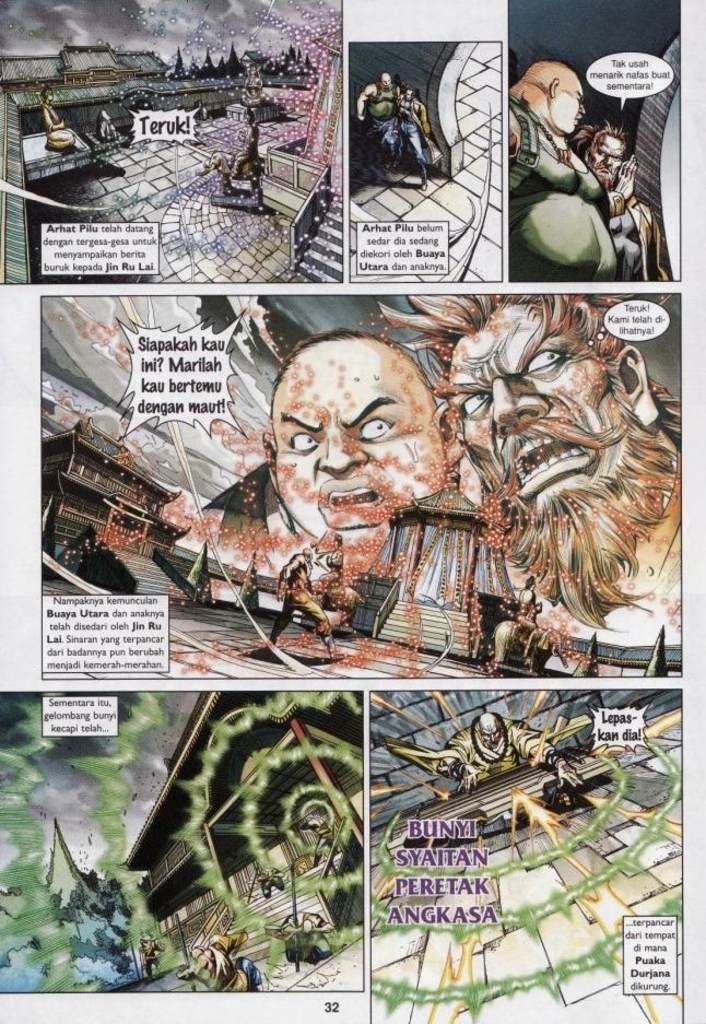 Teruk!
Arhat Pilu telah datang
dengan tergesa-gesa untuk
menyampaikan berita
buruk kepada Jin Ru Lai.
Arhat Pilu belum
sedar dia sedang
diekori oleh Buaya
Utara dan anaknya.
Tak usah
menarik nafas buat
sementara!
Siapakah kau
ini? Marilah
kau bertemu
dengan maut!
Teruk!
Kami telah di-
lihatnya!
Nampaknya kemunculan
Buaya Utara dan anaknya
telah disedari oleh Jin Ru
Lai. Sinaran yang terpancar
dari badannya pun berubah
menjadi kemerah-merahan.
Sementara itu,
gelombang bunyi
kecapi telah...
Lepas-
kan dia!
BUNYI
SYAITAN
PERETAK
ANGKASA
...terpancar
dari tempat
di mana
Puaka
Durjana
dikurung.
32